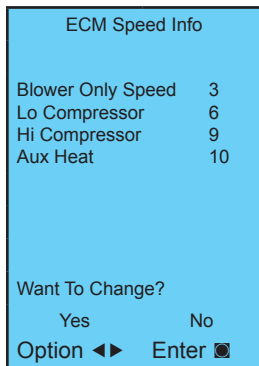 ECM Speed Info
Blower Only Speed 3
Lo Compressor 6
Hi Compressor 9
Aux Heat 10
Want To Change?
Yes No
Option ◄► Enter ◙